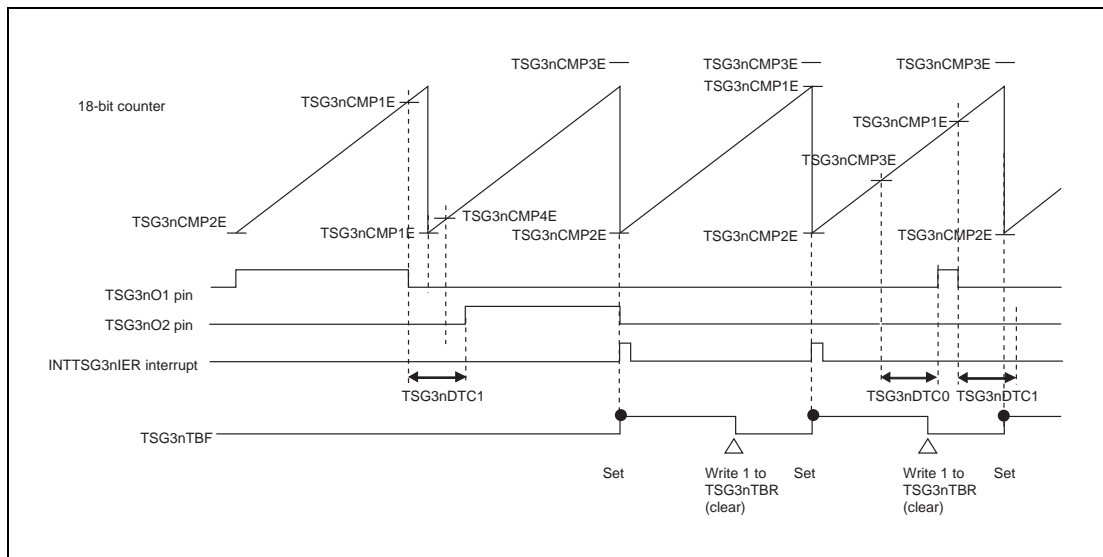 TSG3nCMP3E
TSG3nCMP3E
TSG3nCMP3E
TSG3nCMP1E
18-bit counter
TSG3nCMP1E
TSG3nCMP1E
TSG3nCMP3E
TSG3nCMP2E
TSG3nCMP4E
TSG3nCMP1E
TSG3nCMP2E
TSG3nCMP2E
TSG3nCMP2E
TSG3nO1 pin
TSG3nO2 pin
INTTSG3nIER interrupt
TSG3nDTC1
TSG3nDTC0
TSG3nDTC1
TSG3nTBF
Set
Write 1 to
TSG3nTBR
(clear)
Set
Write 1 to
TSG3nTBR
(clear)
Set